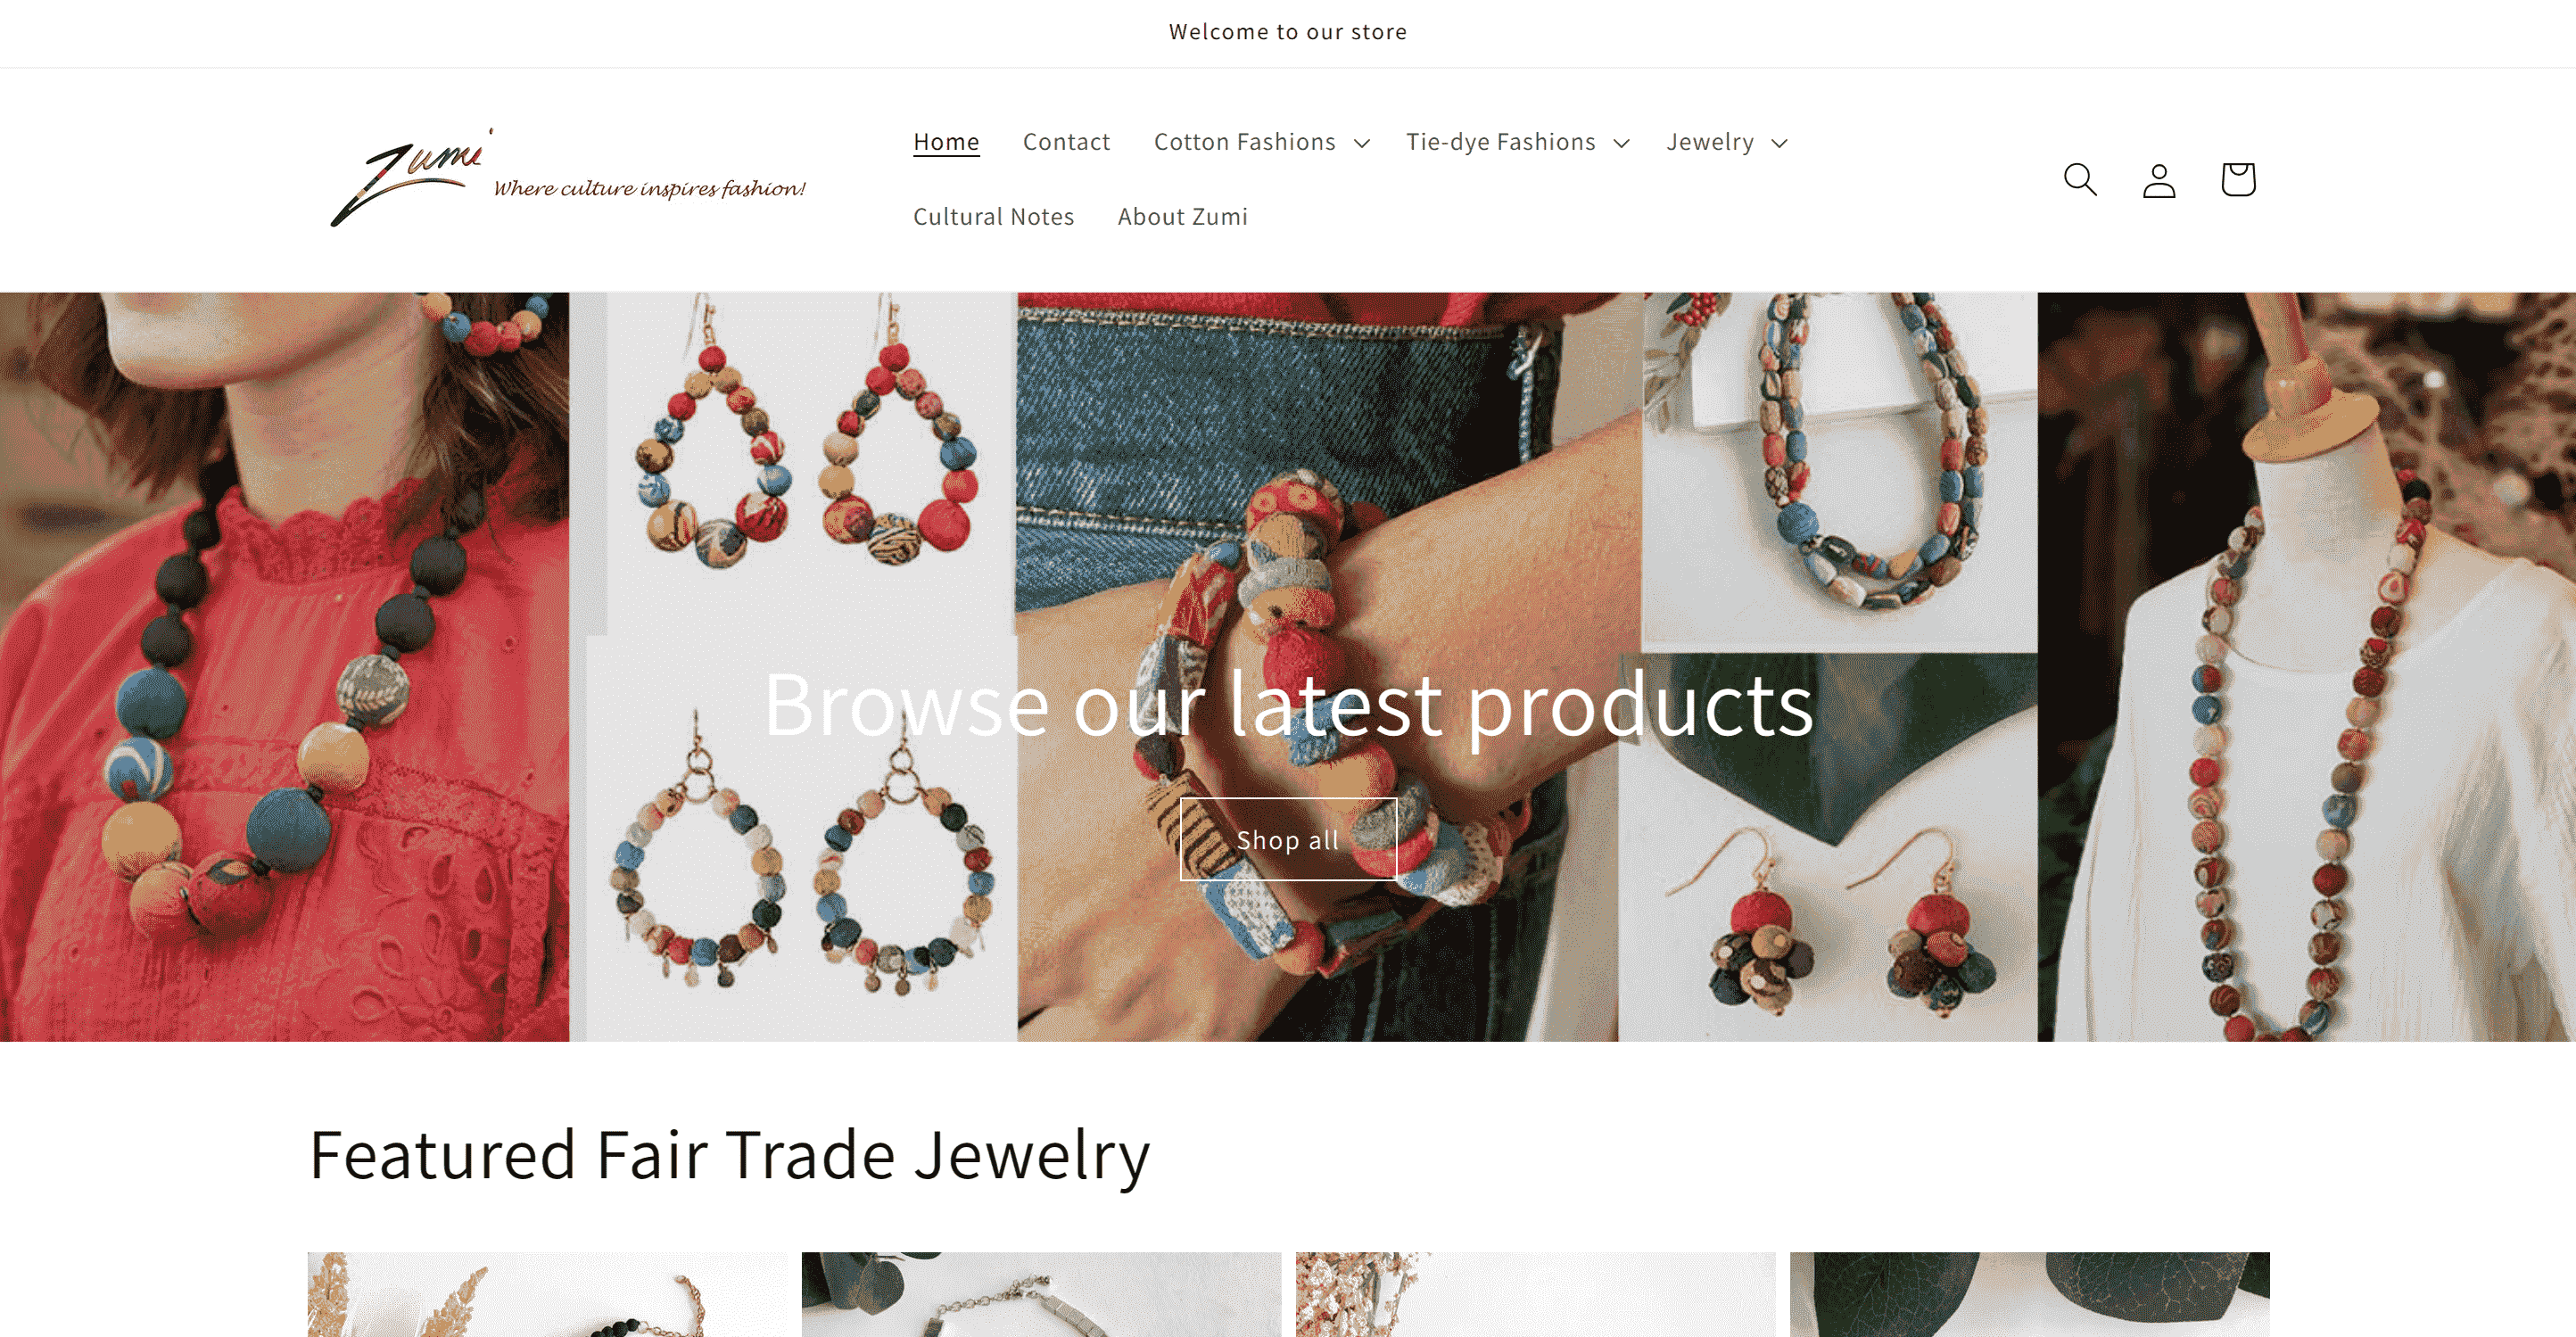 Welcome to our store
Zumi
Where culture inspires fashion!
Home Contact Cotton Fashions Tie-dye Fashions Jewelry
Cultural Notes About Zumi
Browse our latest products
Shop all
Featured Fair Trade Jewelry